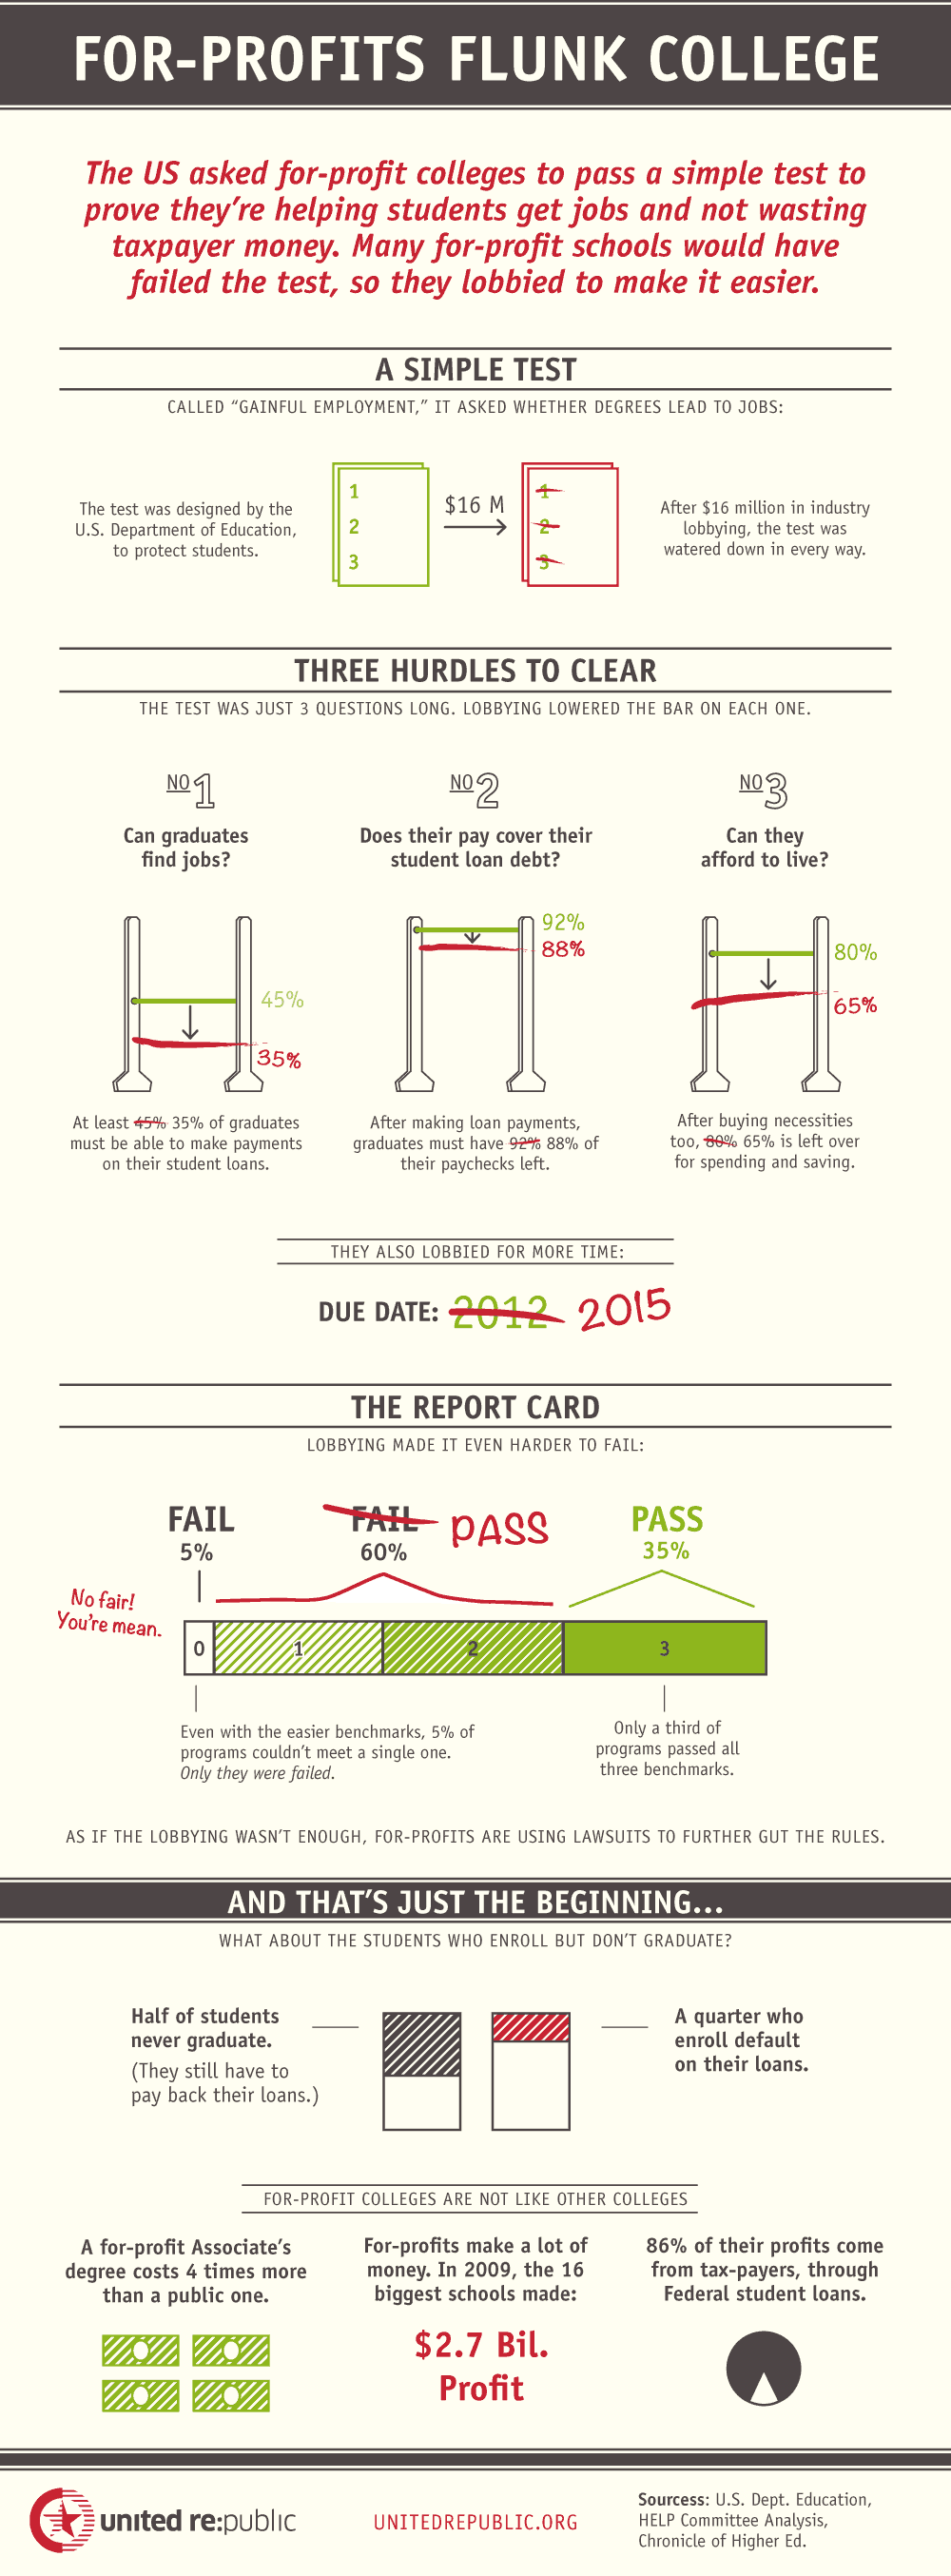 FOR-PROFITS FLUNK COLLEGE
The US asked for-profit colleges to pass a simple test to
prove they're helping students get jobs and not wasting
taxpayer money. Many for-profit schools would have
failed the test, so they lobbied to make it easier.
A SIMPLE TEST
CALLED “GAINFUL EMPLOYMENT,” IT ASKED WHETHER DEGREES LEAD TO JOBS:
The test was designed by the
U.S. Department of Education,
to protect students.
1
2
3
$16 M
1
2
3
After $16 million in industry
lobbying, the test was
watered down in every way.
THREE HURDLES TO CLEAR
THE TEST WAS JUST 3 QUESTIONS LONG. LOBBYING LOWERED THE BAR ON EACH ONE.
NO 1
Can graduates
find jobs?
45%
35%
At least 45% 35% of graduates
must be able to make payments
on their student loans.
NO 2
Does their pay cover their
student loan debt?
92%
88%
After making loan payments,
graduates must have 92% 88% of
their paychecks left.
NO 3
Can they
afford to live?
80%
65%
After buying necessities
too, 80% 65% is left over
for spending and saving.
THEY ALSO LOBBIED FOR MORE TIME:
DUE DATE: 2012 2015
THE REPORT CARD
LOBBYING MADE IT EVEN HARDER TO FAIL:
FAIL
5%
FAIL PASS
60%
PASS
35%
No fair!
You're mean.
0 1 2 3
Even with the easier benchmarks, 5% of
programs couldn't meet a single one.
Only they were failed.
Only a third of
programs passed all
three benchmarks.
AS IF THE LOBBYING WASN'T ENOUGH, FOR-PROFITS ARE USING LAWSUITS TO FURTHER GUT THE RULES.
AND THAT'S JUST THE BEGINNING...
WHAT ABOUT THE STUDENTS WHO ENROLL BUT DON'T GRADUATE?
Half of students
never graduate.
(They still have to
pay back their loans.)
A quarter who
enroll default
on their loans.
FOR-PROFIT COLLEGES ARE NOT LIKE OTHER COLLEGES
A for-profit Associate's
degree costs 4 times more
than a public one.
For-profits make a lot of
money. In 2009, the 16
biggest schools made:
$2.7 Bil.
Profit
86% of their profits come
from tax-payers, through
Federal student loans.
united re:public
UNITEDREPUBLIC.ORG
Sourcess: U.S. Dept. Education,
HELP Committee Analysis,
Chronicle of Higher Ed.